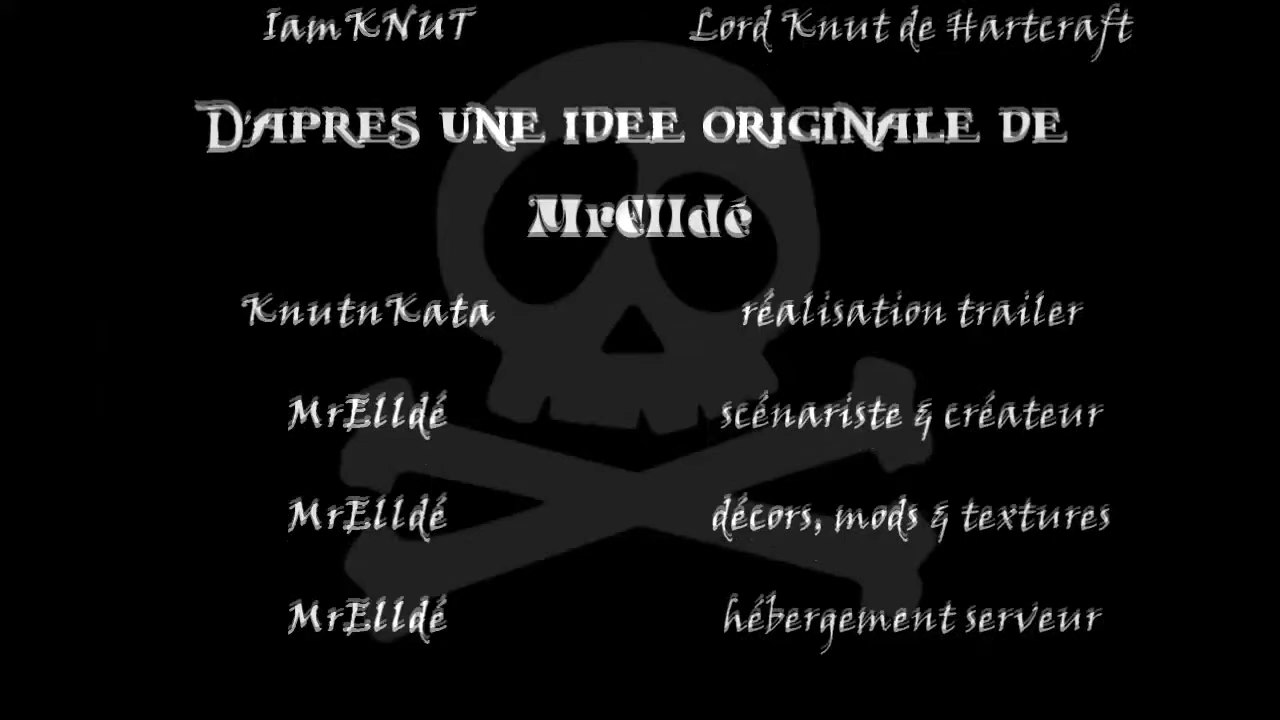 IamKNUT Lord Knut de Hartcraft
D'APRES UNE IDEE ORIGINALE DE
MrElldé
KnutnKata réalisation trailer
MrElldé scénariste & créateur
MrElldé décors, mods & textures
MrElldé hébergement serveur